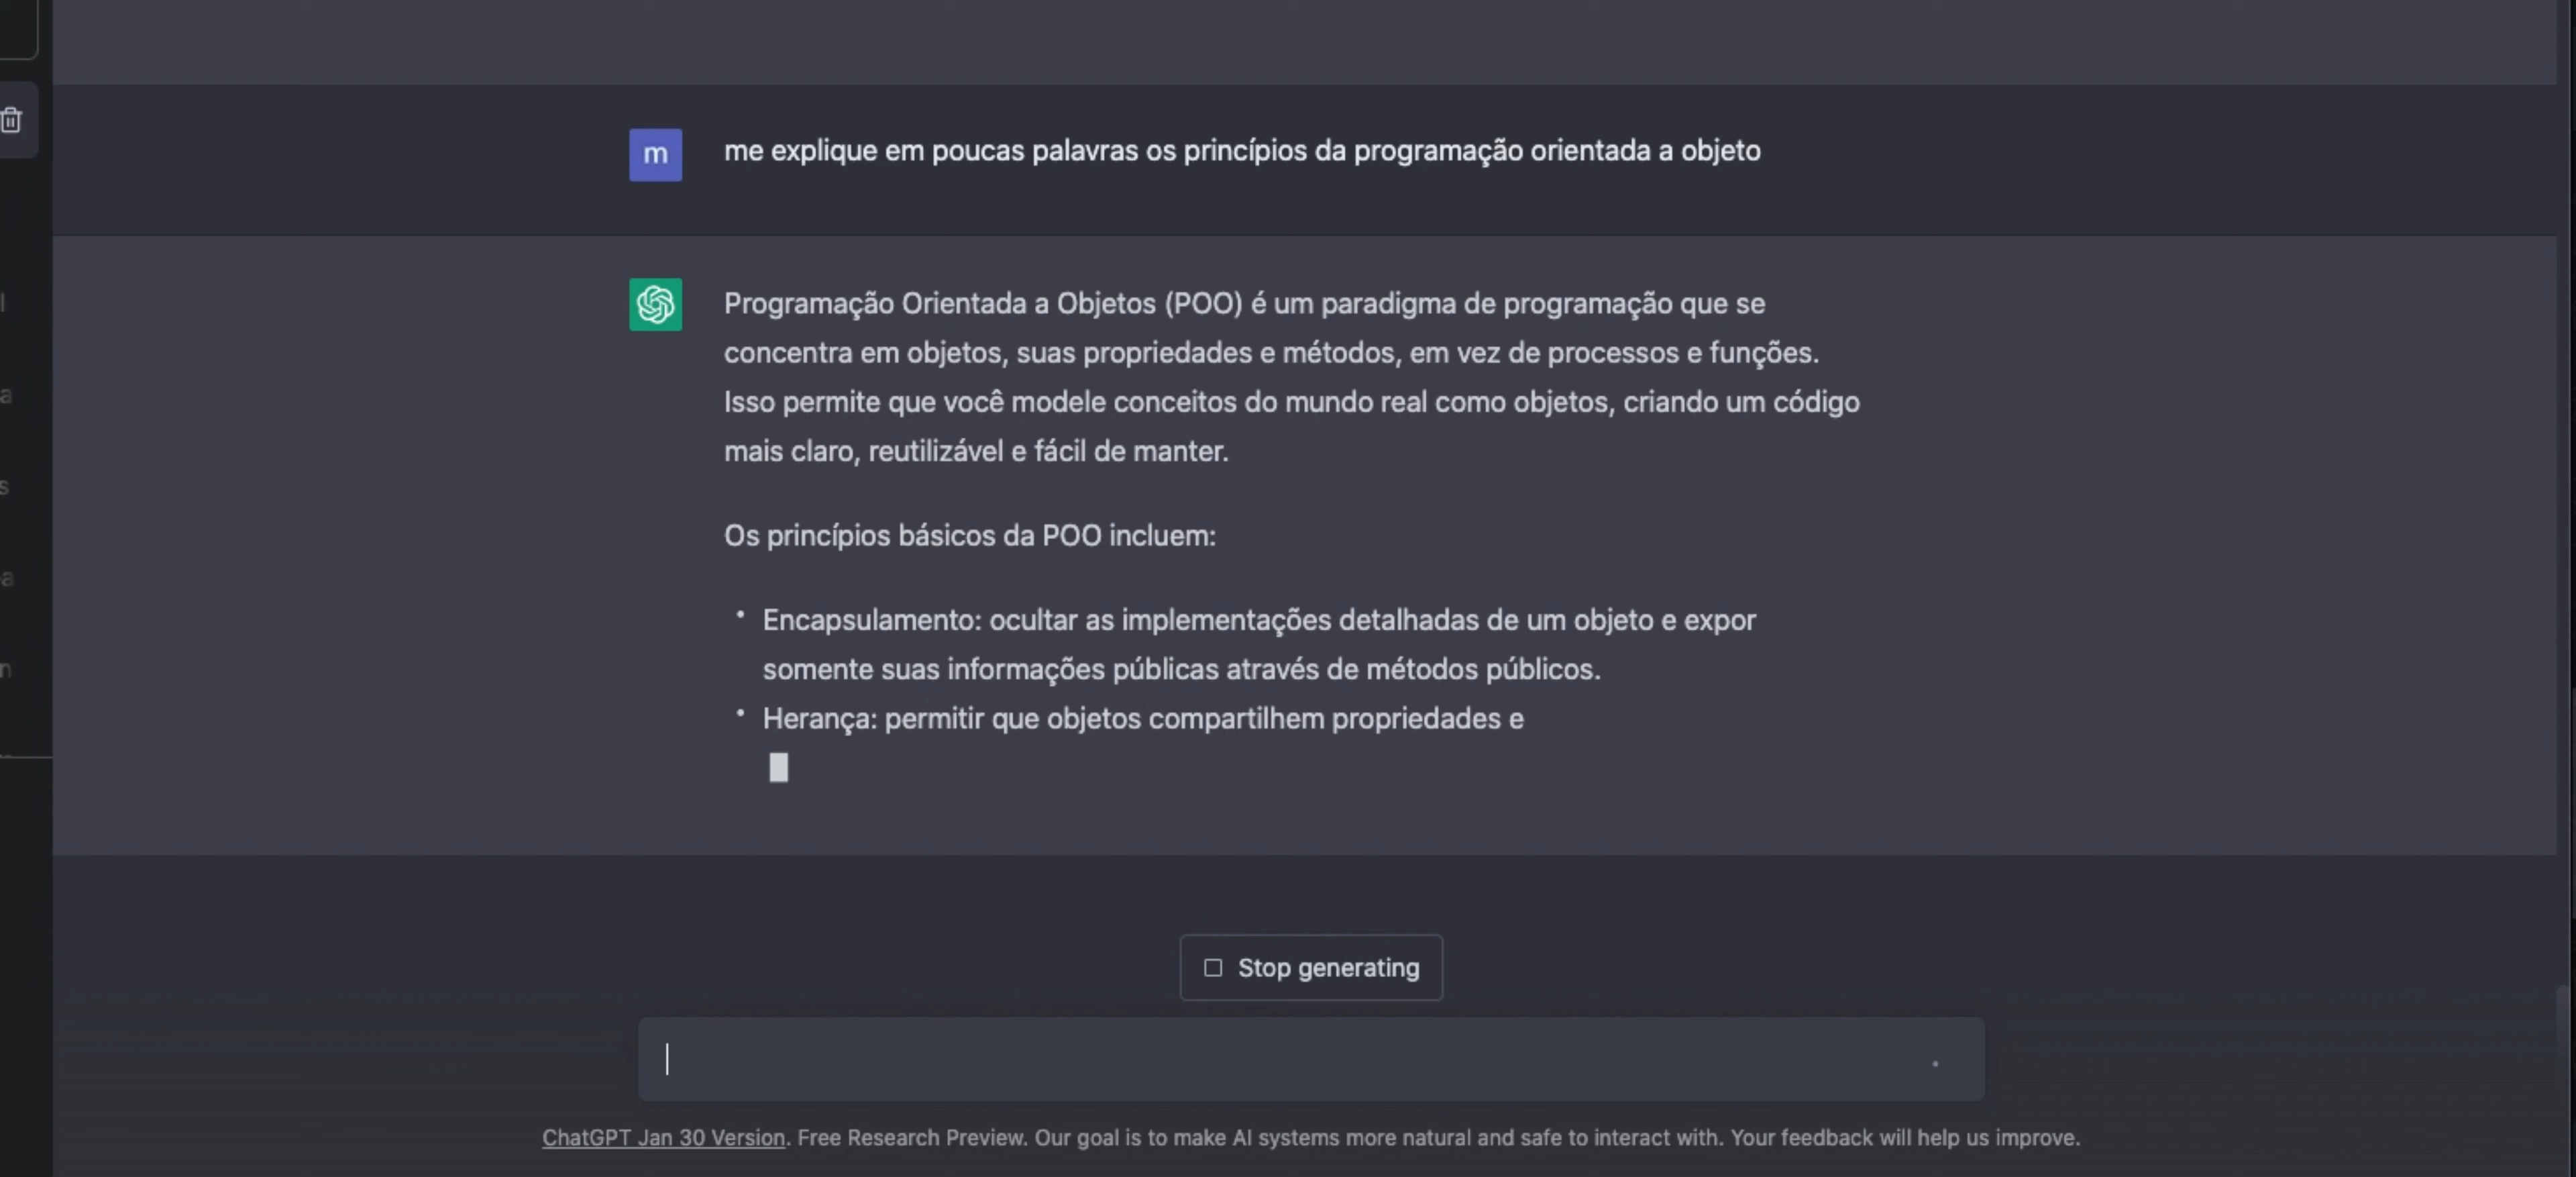 m
me explique em poucas palavras os princípios da programação orientada a objeto
Programação Orientada a Objetos (POO) é um paradigma de programação que se
concentra em objetos, suas propriedades e métodos, em vez de processos e funções.
Isso permite que você modele conceitos do mundo real como objetos, criando um código
mais claro, reutilizável e fácil de manter.
Os princípios básicos da POO incluem:
• Encapsulamento: ocultar as implementações detalhadas de um objeto e expor
somente suas informações públicas através de métodos públicos.
• Herança: permitir que objetos compartilhem propriedades e
Stop generating
ChatGPT Jan 30 Version. Free Research Preview. Our goal is to make AI systems more natural and safe to interact with. Your feedback will help us improve.